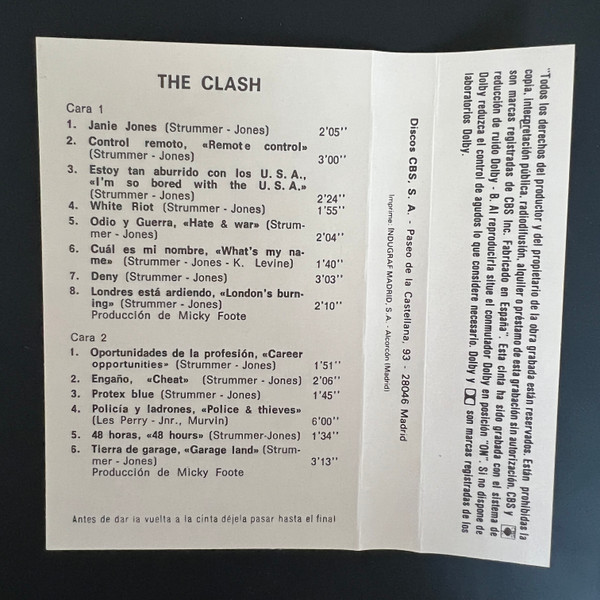 THE CLASH
Cara 1
1. Janie Jones (Strummer - Jones) 2'05''
2. Control remoto, «Remote control»
(Strummer - Jones) 3'00''
3. Estoy tan aburrido con los U. S. A.,
«I'm so bored with the U. S. A.»
(Strummer - Jones) 2'24''
4. White Riot (Strummer - Jones) 1'55''
5. Odio y Guerra, «Hate & war» (Strum-
mer - Jones) 2'04''
6. Cuál es mi nombre, «What's my na-
me» (Strummer - Jones - K. Levine) 1'40''
7. Deny (Strummer - Jones) 3'03''
8. Londres está ardiendo, «London's burn-
ing» (Strummer - Jones) 2'10''
Producción de Micky Foote
Cara 2
1. Oportunidades de la profesión, «Career
opportunities» (Strummer - Jones) 1'51''
2. Engaño, «Cheat» (Strummer - Jones) 2'06''
3. Protex blue (Strummer - Jones) 1'45''
4. Policía y ladrones, «Police & thieves»
(Les Perry - Jnr., Murvin) 6'00''
5. 48 horas, «48 hours» (Strummer-Jones) 1'34''
6. Tierra de garage, «Garage land» (Strum-
mer - Jones) 3'13''
Producción de Micky Foote
Antes de dar la vuelta a la cinta déjela pasar hasta el final
Discos CBS, S. A. - Paseo de la Castellana, 93 - 28046 Madrid
Imprime: INDUGRAF MADRID, S.A. - Alcorcón (Madrid)
"Todos los derechos del productor y del propietario de la obra grabada están reservados. Están prohibidas la
copia, interpretación pública, radiodifusión, alquiler o préstamo de esta grabación sin autorización. CBS y
son marcas registradas de CBS Inc. Fabricado en España". Esta cinta ha sido grabada con el sistema de
reducción de ruido Dolby - B. Al reproducirla situe el conmutador Dolby en posición "ON". Si no dispone de
Dolby reduzca el control de agudos lo que considere necesario. Dolby y son marcas registradas de los
laboratorios Dolby.